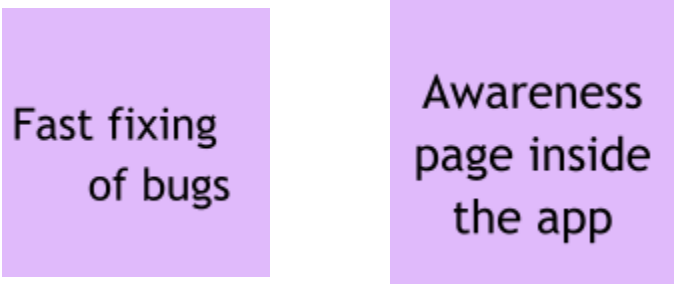 Fast fixing
of bugs
Awareness
page inside
the app